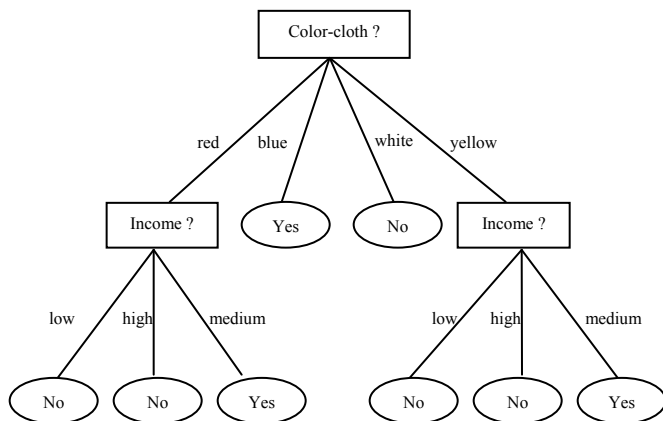 Color-cloth ?
red
blue
white
yellow
Income ?
Yes
No
Income ?
low
high
medium
low
high
medium
No
No
Yes
No
No
Yes